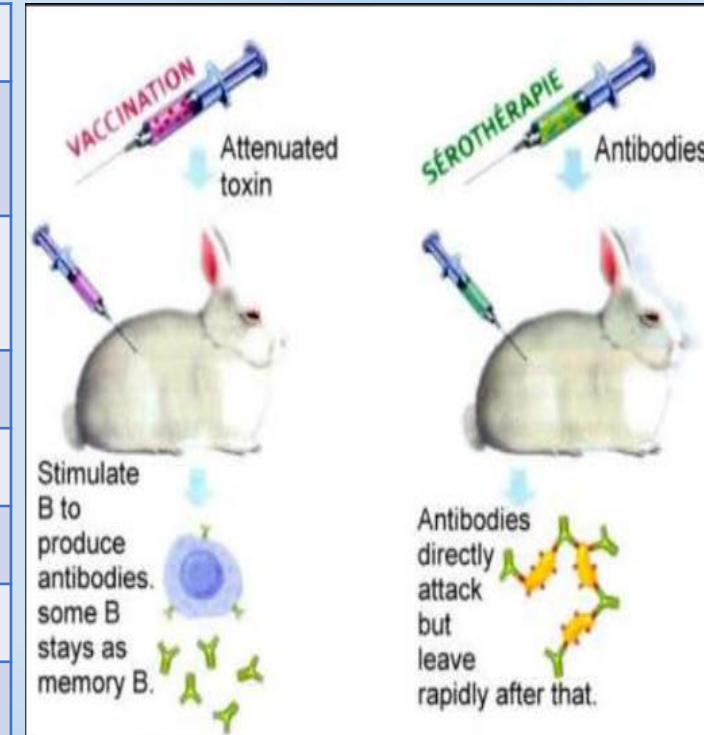 VACCINATION
Attenuated
toxin
Stimulate
B to
produce
antibodies.
some B
stays as
memory B.
SÉROTHÉRAPIE
Antibodies
Antibodies
directly
attack
but
leave
rapidly after that.